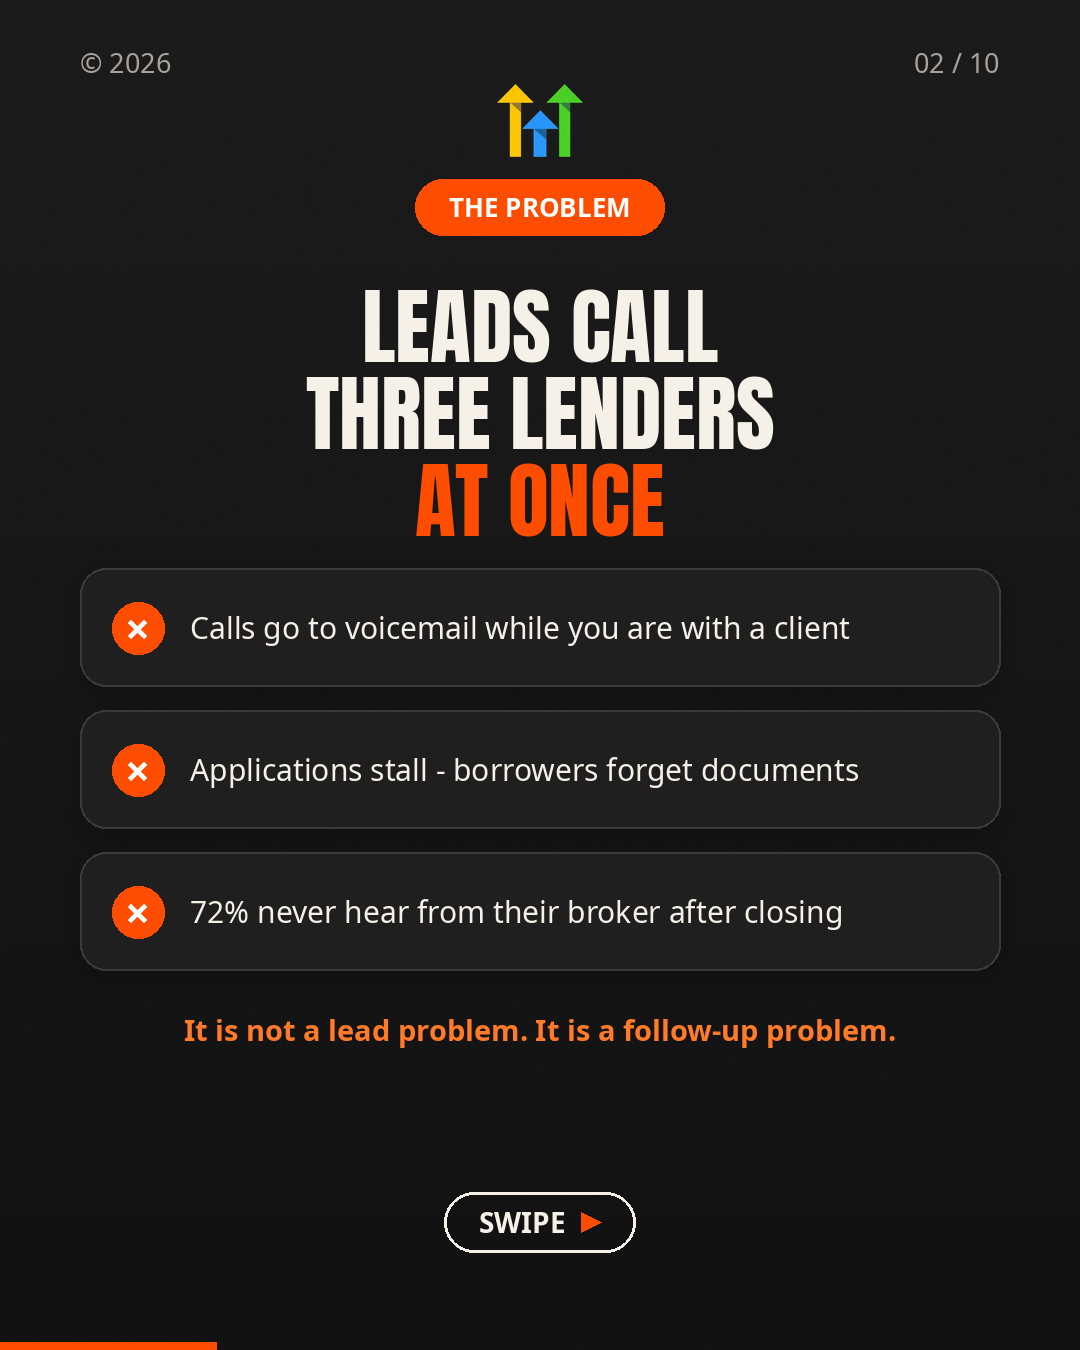 © 2026
02 / 10
THE PROBLEM
LEADS CALL
THREE LENDERS
AT ONCE
Calls go to voicemail while you are with a client
Applications stall - borrowers forget documents
72% never hear from their broker after closing
It is not a lead problem. It is a follow-up problem.
SWIPE